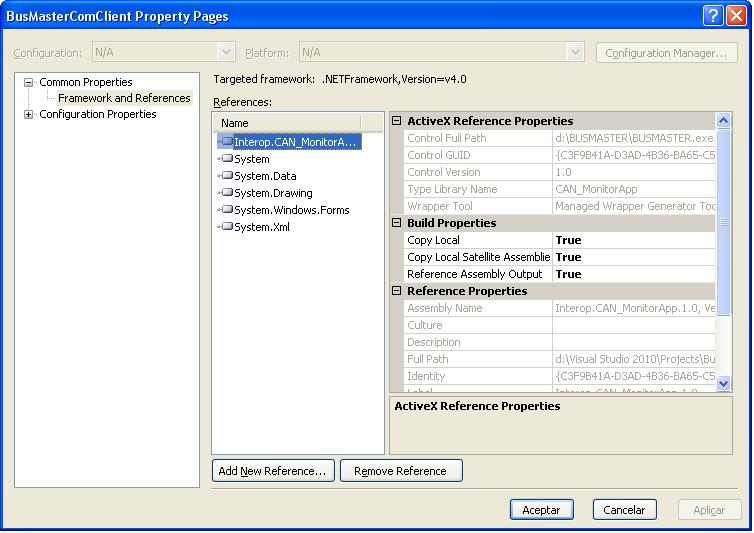 BusMasterComClient Property Pages
Configuration: N/A Platform: N/A Configuration Manager...
Common Properties
Framework and References
Configuration Properties
Targeted framework: .NETFramework,Version=v4.0
References:
Name
Interop.CAN_MonitorA...
System
System.Data
System.Drawing
System.Windows.Forms
System.Xml
ActiveX Reference Properties
Control Full Path d:\BUSMASTER\BUSMASTER.exe
Control GUID {C3F9B41A-D3AD-4B36-BA65-C5
Control Version 1.0
Type Library Name CAN_MonitorApp
Wrapper Tool Managed Wrapper Generator Too
Build Properties
Copy Local True
Copy Local Satellite Assemblie True
Reference Assembly Output True
Reference Properties
Assembly Name Interop.CAN_MonitorApp.1.0, Ve
Culture
Description
Full Path d:\Visual Studio 2010\Projects\Bu
Identity {C3F9B41A-D3AD-4B36-BA65-C5
Label Interop.CAN_MonitorApp.1.0
ActiveX Reference Properties
Add New Reference... Remove Reference
Aceptar Cancelar Aplicar